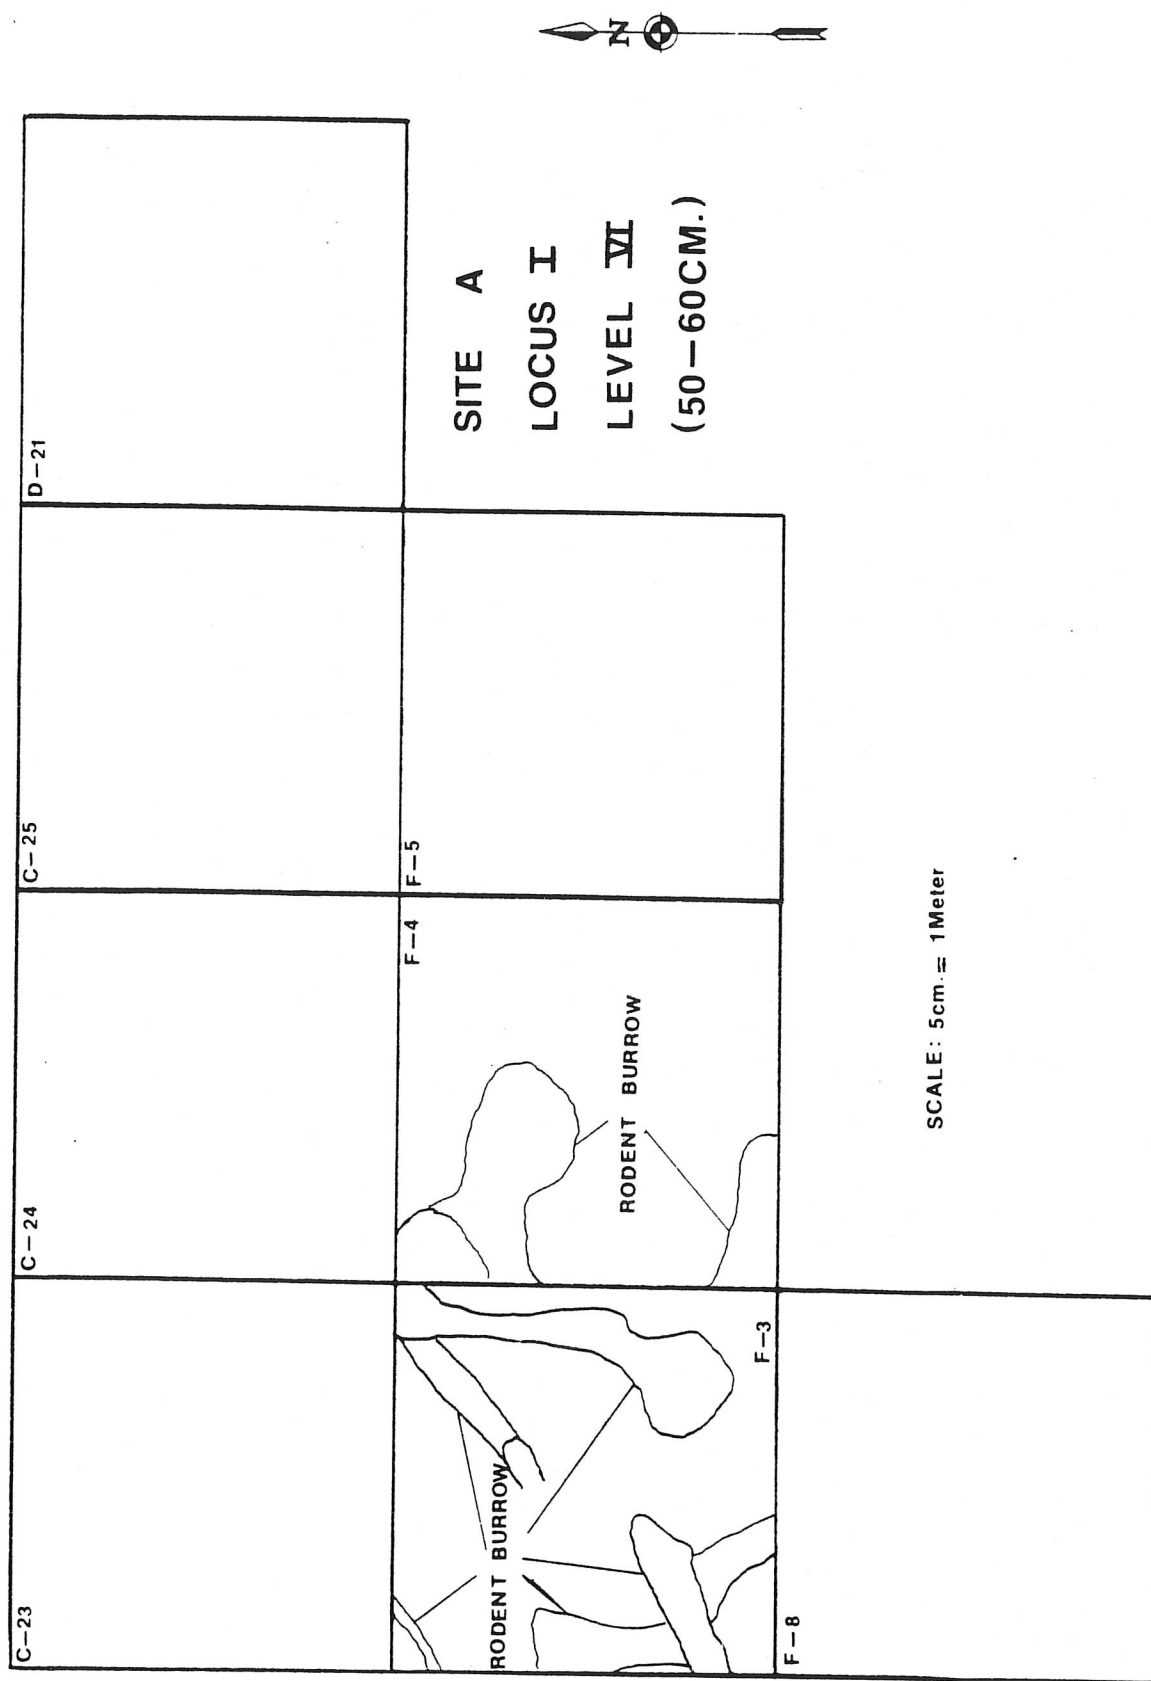 N
C-23
C-24
C-25
D-21
F-4
F-5
RODENT BURROW
RODENT BURROW
F-3
F-8
SITE A
LOCUS I
LEVEL VI
(50-60CM.)
SCALE: 5cm. = 1Meter